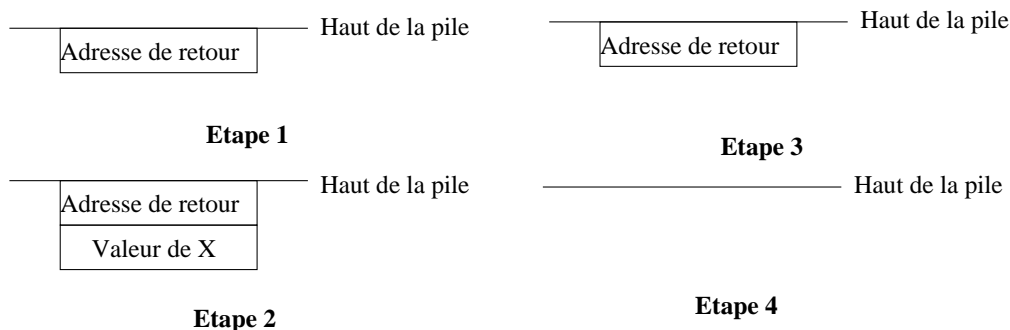 Haut de la pile
Adresse de retour
Etape 1
Haut de la pile
Adresse de retour
Valeur de X
Etape 2
Haut de la pile
Adresse de retour
Etape 3
Haut de la pile
Etape 4